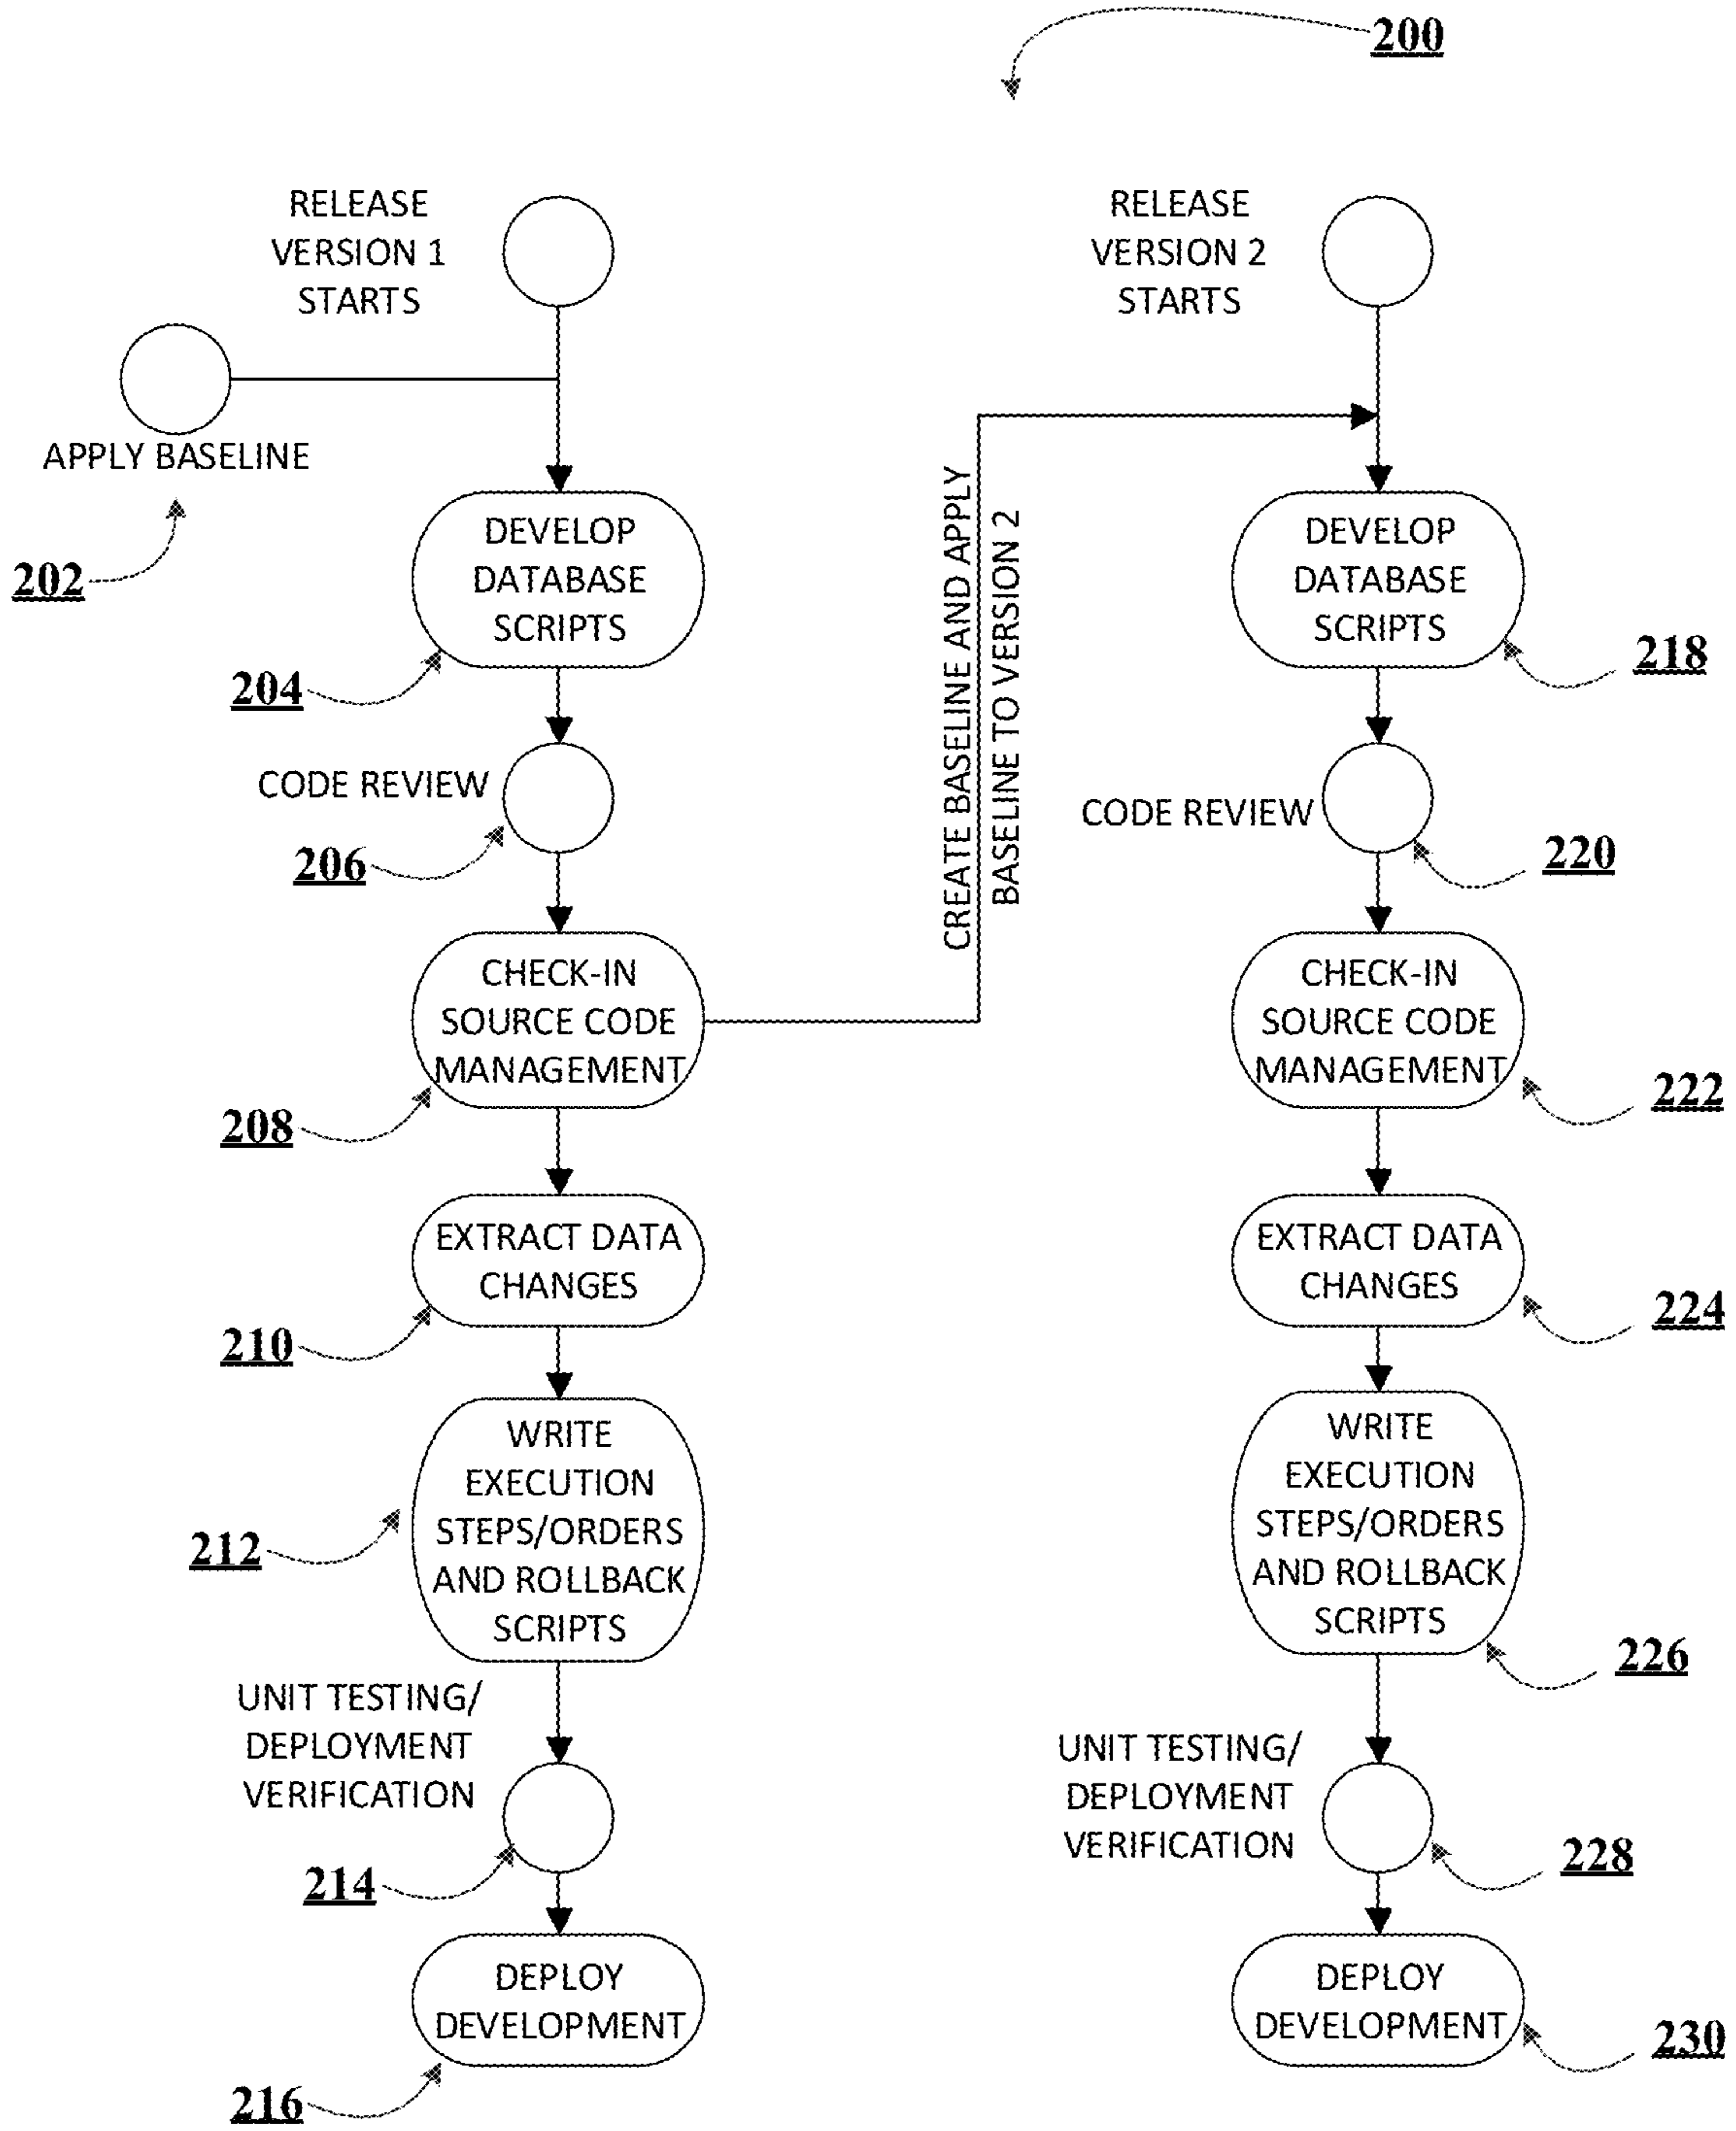 200
RELEASE
VERSION 1
STARTS
APPLY BASELINE
202
DEVELOP
DATABASE
SCRIPTS
204
CODE REVIEW
206
CHECK-IN
SOURCE CODE
MANAGEMENT
208
EXTRACT DATA
CHANGES
210
WRITE
EXECUTION
STEPS/ORDERS
AND ROLLBACK
SCRIPTS
212
UNIT TESTING/
DEPLOYMENT
VERIFICATION
214
DEPLOY
DEVELOPMENT
216
CREATE BASELINE AND APPLY
BASELINE TO VERSION 2
RELEASE
VERSION 2
STARTS
DEVELOP
DATABASE
SCRIPTS
218
CODE REVIEW
220
CHECK-IN
SOURCE CODE
MANAGEMENT
222
EXTRACT DATA
CHANGES
224
WRITE
EXECUTION
STEPS/ORDERS
AND ROLLBACK
SCRIPTS
226
UNIT TESTING/
DEPLOYMENT
VERIFICATION
228
DEPLOY
DEVELOPMENT
230